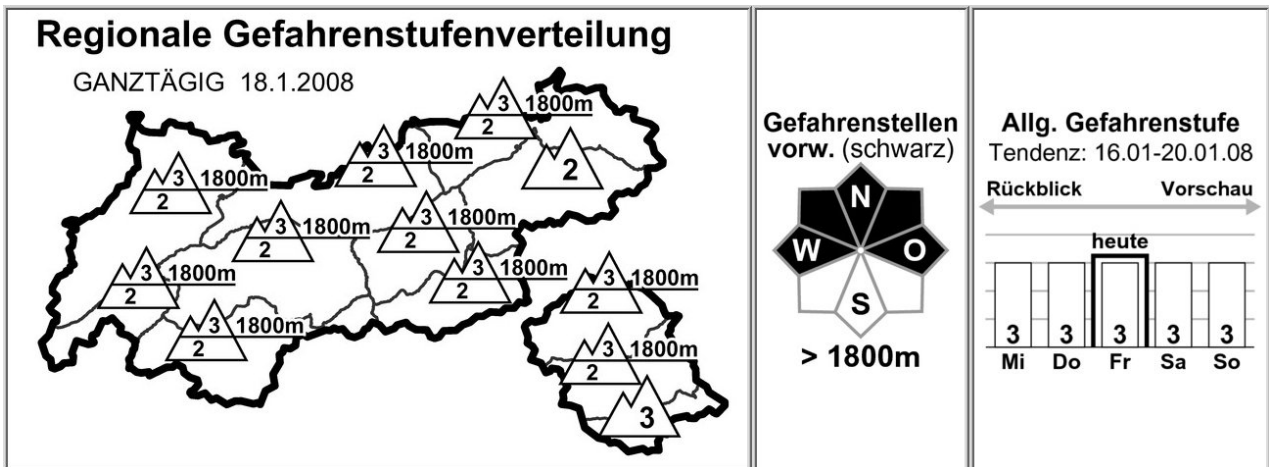 Regionale Gefahrenstufenverteilung
GANZTÄGIG 18.1.2008
3 1800m
2
3 1800m
2
2
3 1800m
2
3 1800m
2
3 1800m
2
3 1800m
2
3 1800m
2
3 1800m
2
3 1800m
2
3 1800m
2
3
Gefahrenstellen
vorw. (schwarz)
N
W O
S
> 1800m
Allg. Gefahrenstufe
Tendenz: 16.01-20.01.08
Rückblick Vorschau
heute
3 3 3 3 3
Mi Do Fr Sa So